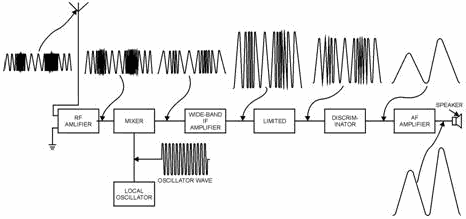 SPEAKER
RF
AMLIFIER
MIXER
WIDE-BAND
IF
AMPLIFIER
LIMITED
DISCRIM-
INATOR
AF
AMPLIFIER
OSCILLATOR WAVE
LOCAL
OSCILLATOR